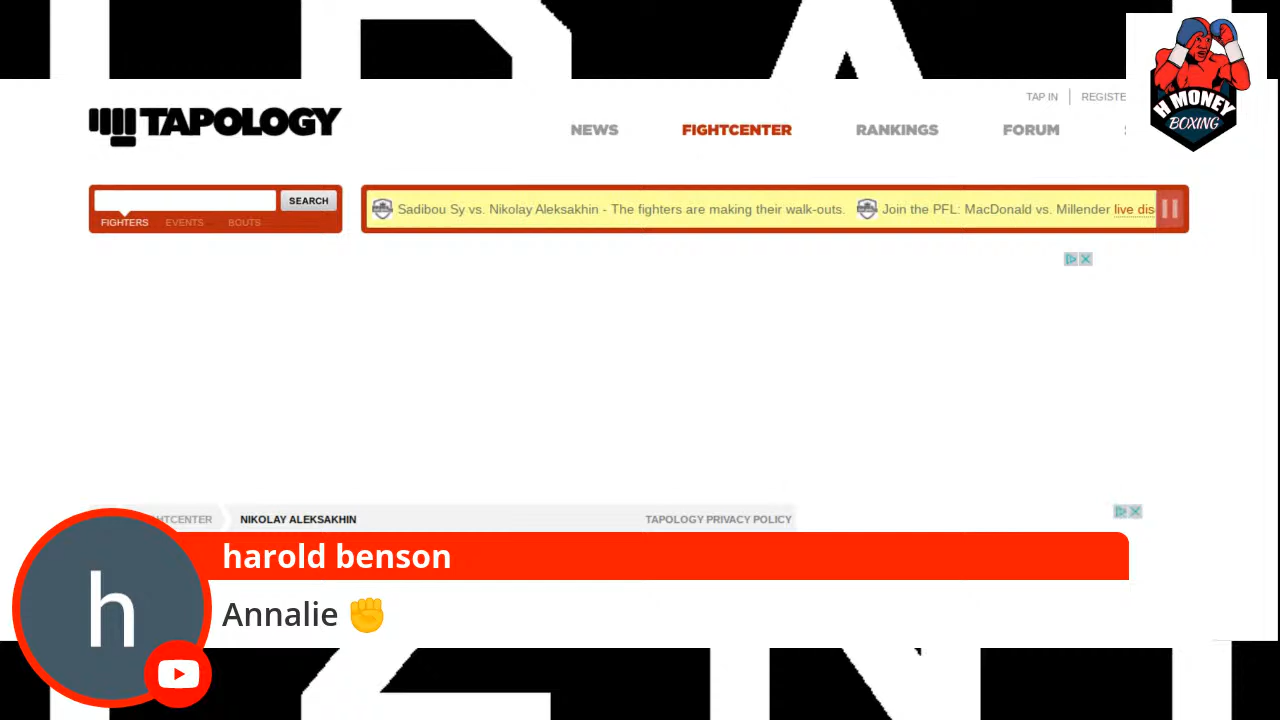 H MONEY
BOXING
TAPOLOGY
TAP IN
NEWS
FIGHTCENTER
RANKINGS
FORUM
SEARCH
FIGHTERS
EVENTS
BOUTS
Sadibou Sy vs. Nikolay Aleksakhin - The fighters are making their walk-outs.
Join the PFL: MacDonald vs. Millender live dis
NIKOLAY ALEKSAKHIN
TAPOLOGY PRIVACY POLICY
h
harold benson
Annalie ✊